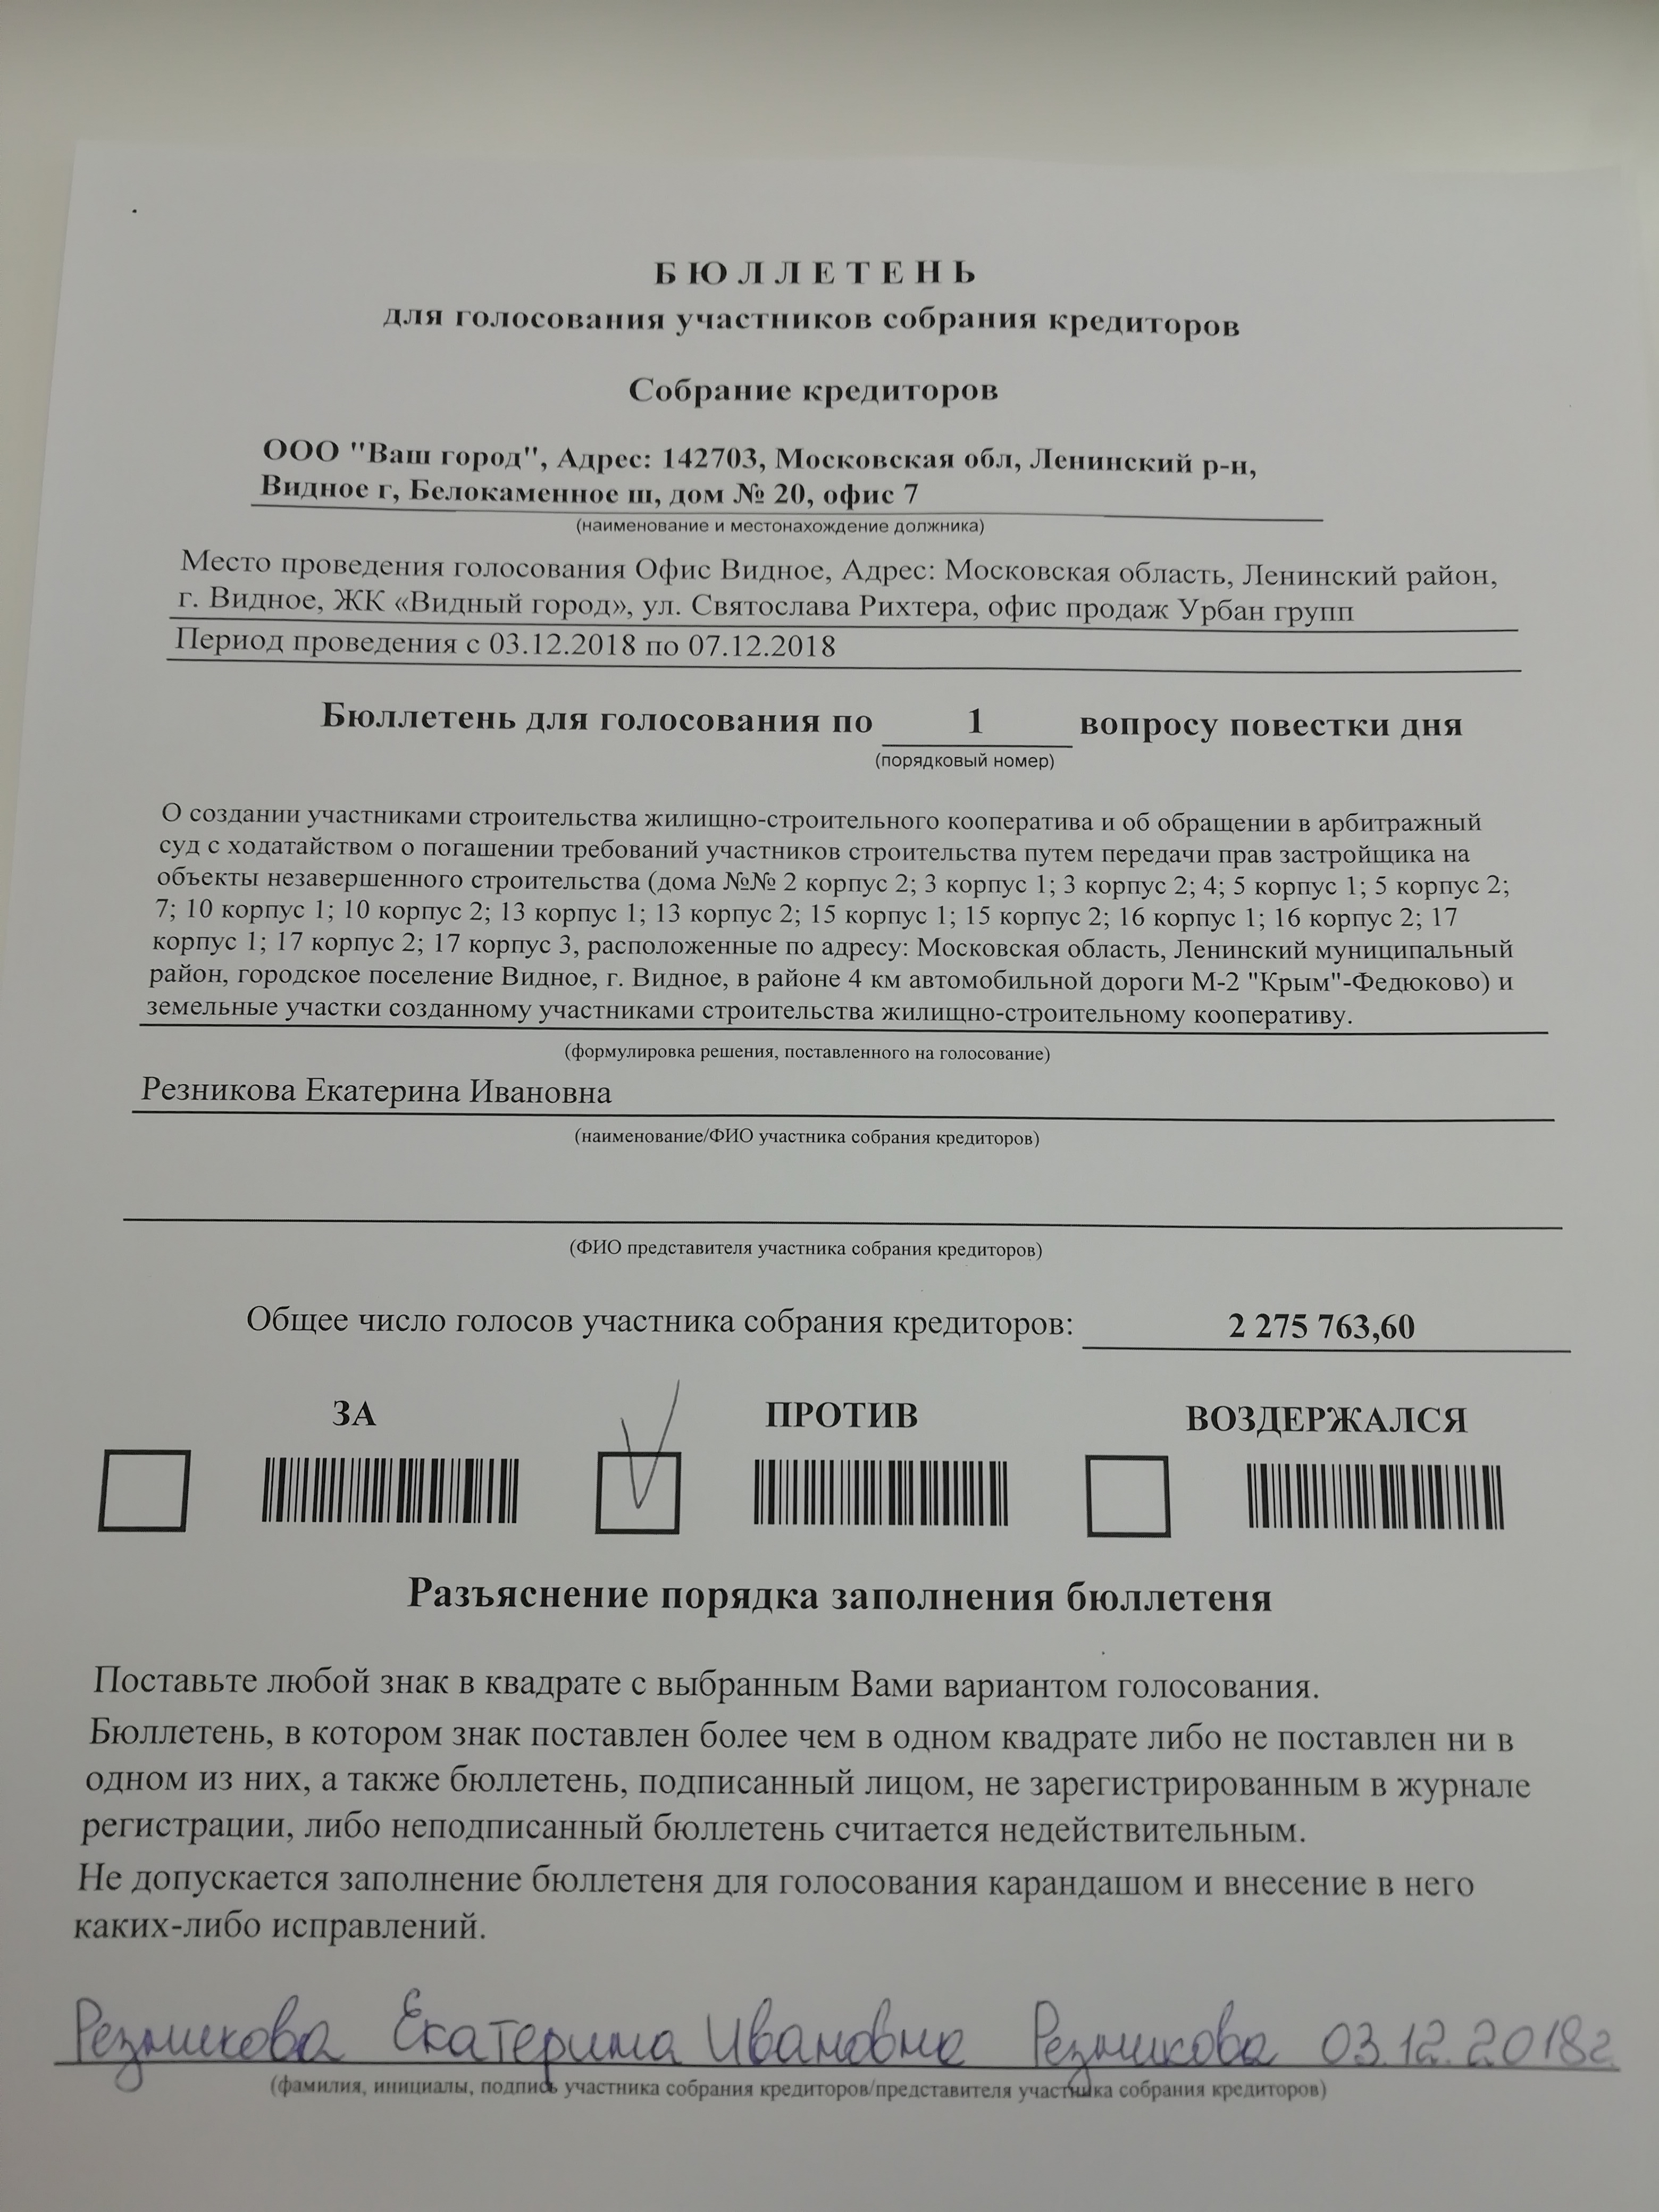 БЮЛЛЕТЕНЬ
для голосования участников собрания кредиторов
Собрание кредиторов
ООО "Ваш город", Адрес: 142703, Московская обл, Ленинский р-н,
Видное г, Белокаменное ш, дом № 20, офис 7
(наименование и местонахождение должника)
Место проведения голосования Офис Видное, Адрес: Московская область, Ленинский район,
г. Видное, ЖК «Видный город», ул. Святослава Рихтера, офис продаж Урбан групп
Период проведения с 03.12.2018 по 07.12.2018
Бюллетень для голосования по 1 вопросу повестки дня
(порядковый номер)
О создании участниками строительства жилищно-строительного кооператива и об обращении в арбитражный
суд с ходатайством о погашении требований участников строительства путем передачи прав застройщика на
объекты незавершенного строительства (дома №№ 2 корпус 2; 3 корпус 1; 3 корпус 2; 4; 5 корпус 1; 5 корпус 2;
7; 10 корпус 1; 10 корпус 2; 13 корпус 1; 13 корпус 2; 15 корпус 1; 15 корпус 2; 16 корпус 1; 16 корпус 2; 17
корпус 1; 17 корпус 2; 17 корпус 3, расположенные по адресу: Московская область, Ленинский муниципальный
район, городское поселение Видное, г. Видное, в районе 4 км автомобильной дороги М-2 "Крым"-Федюково) и
земельные участки созданному участниками строительства жилищно-строительному кооперативу.
(формулировка решения, поставленного на голосование)
Резникова Екатерина Ивановна
(наименование/ФИО участника собрания кредиторов)
(ФИО представителя участника собрания кредиторов)
Общее число голосов участника собрания кредиторов: 2 275 763,60
ЗА ПРОТИВ ВОЗДЕРЖАЛСЯ
Разъяснение порядка заполнения бюллетеня
Поставьте любой знак в квадрате с выбранным Вами вариантом голосования.
Бюллетень, в котором знак поставлен более чем в одном квадрате либо не поставлен ни в
одном из них, а также бюллетень, подписанный лицом, не зарегистрированным в журнале
регистрации, либо неподписанный бюллетень считается недействительным.
Не допускается заполнение бюллетеня для голосования карандашом и внесение в него
каких-либо исправлений.
Резникова Екатерина Ивановна Резникова 03.12.2018г.
(фамилия, инициалы, подпись участника собрания кредиторов/представителя участника собрания кредиторов)